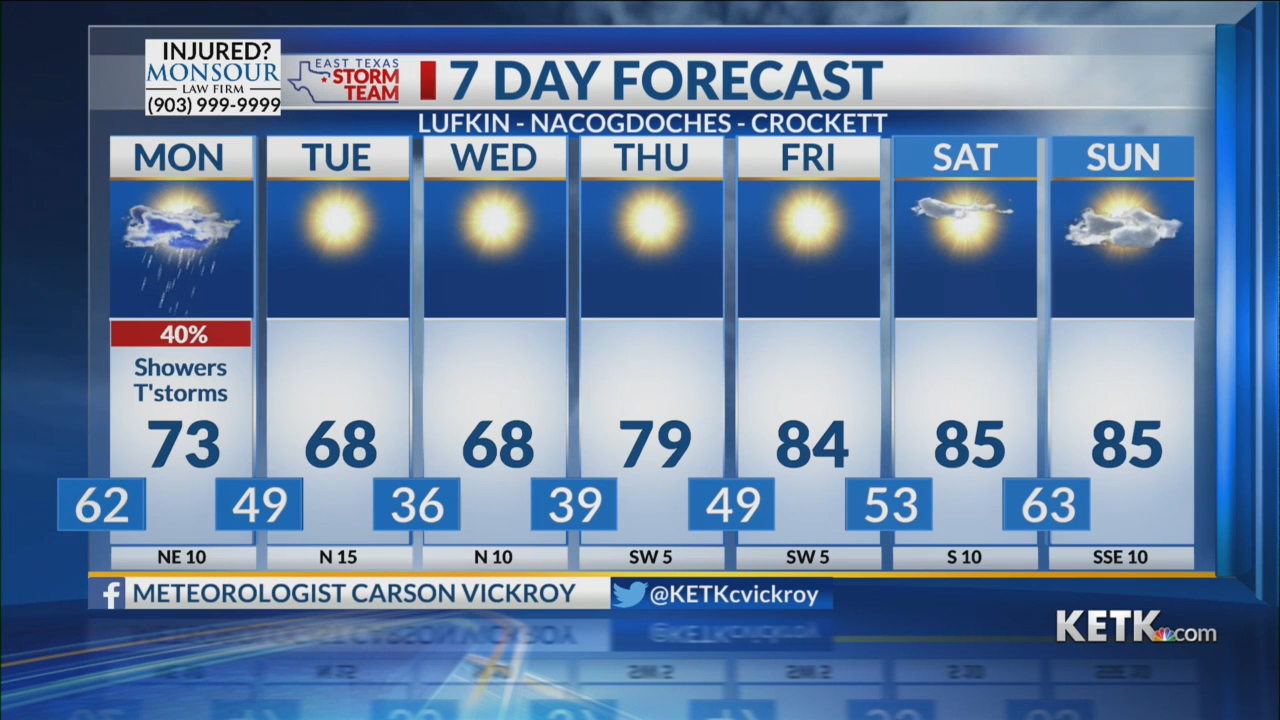 INJURED?
MONSOUR
LAW FIRM
(903) 999-9999
EAST TEXAS
STORM
TEAM
7 DAY FORECAST
LUFKIN - NACOGDOCHES - CROCKETT
MON TUE WED THU FRI SAT SUN
40%
Showers
T'storms
73 68 68 79 84 85 85
62 49 36 39 49 53 63
NE 10 N 15 N 10 SW 5 SW 5 S 10 SSE 10
f METEOROLOGIST CARSON VICKROY @KETKcvickroy
KETK.com